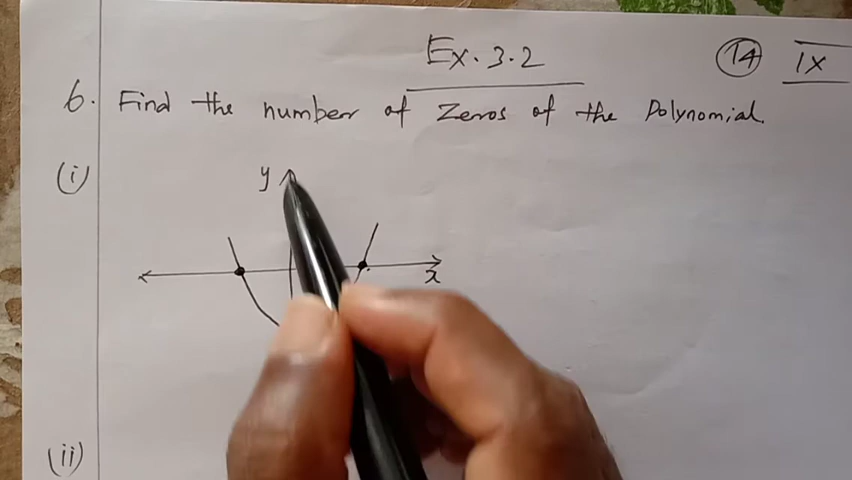 Ex. 3.2
14 IX
6. Find the number of Zeros of the Polynomial.
(i)
y
x
(ii)